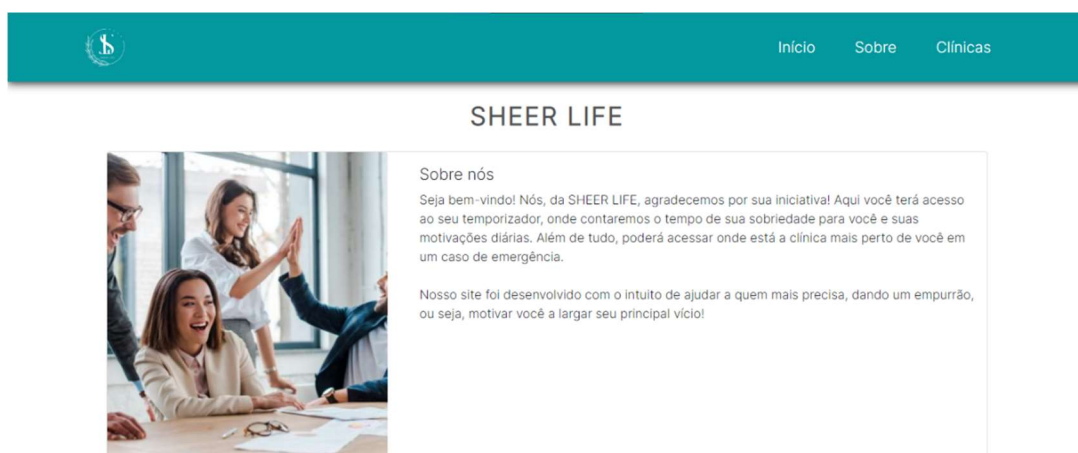 Início Sobre Clínicas
SHEER LIFE
Sobre nós
Seja bem-vindo! Nós, da SHEER LIFE, agradecemos por sua iniciativa! Aqui você terá acesso
ao seu temporizador, onde contaremos o tempo de sua sobriedade para você e suas
motivações diárias. Além de tudo, poderá acessar onde está a clínica mais perto de você em
um caso de emergência.
Nosso site foi desenvolvido com o intuito de ajudar a quem mais precisa, dando um empurrão,
ou seja, motivar você a largar seu principal vício!